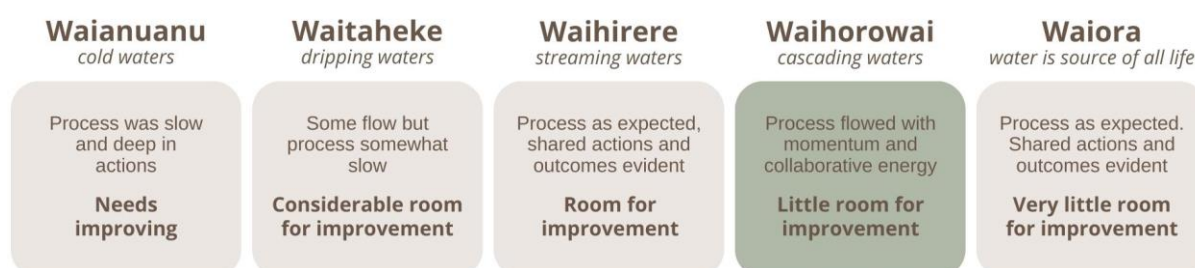 Waianuanu
cold waters
Process was slow
and deep in
actions
Needs
improving
Waitaheke
dripping waters
Some flow but
process somewhat
slow
Considerable room
for improvement
Waihirere
streaming waters
Process as expected,
shared actions and
outcomes evident
Room for
improvement
Waihorowai
cascading waters
Process flowed with
momentum and
collaborative energy
Little room for
improvement
Waiora
water is source of all life
Process as expected.
Shared actions and
outcomes evident
Very little room
for improvement